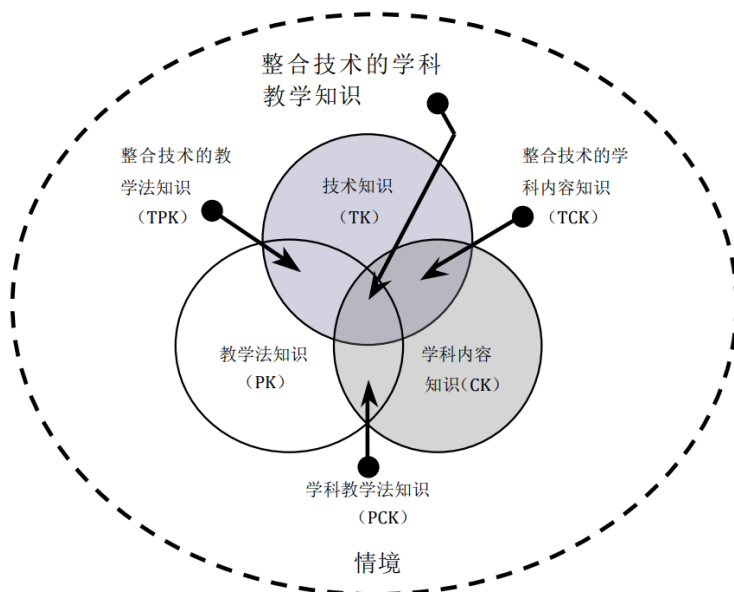 整合技术的学科
教学知识
整合技术的教
学法知识
（TPK）
技术知识
（TK）
整合技术的学
科内容知识
（TCK）
教学法知识
（PK）
学科内容
知识(CK）
学科教学法知识
（PCK）
情境